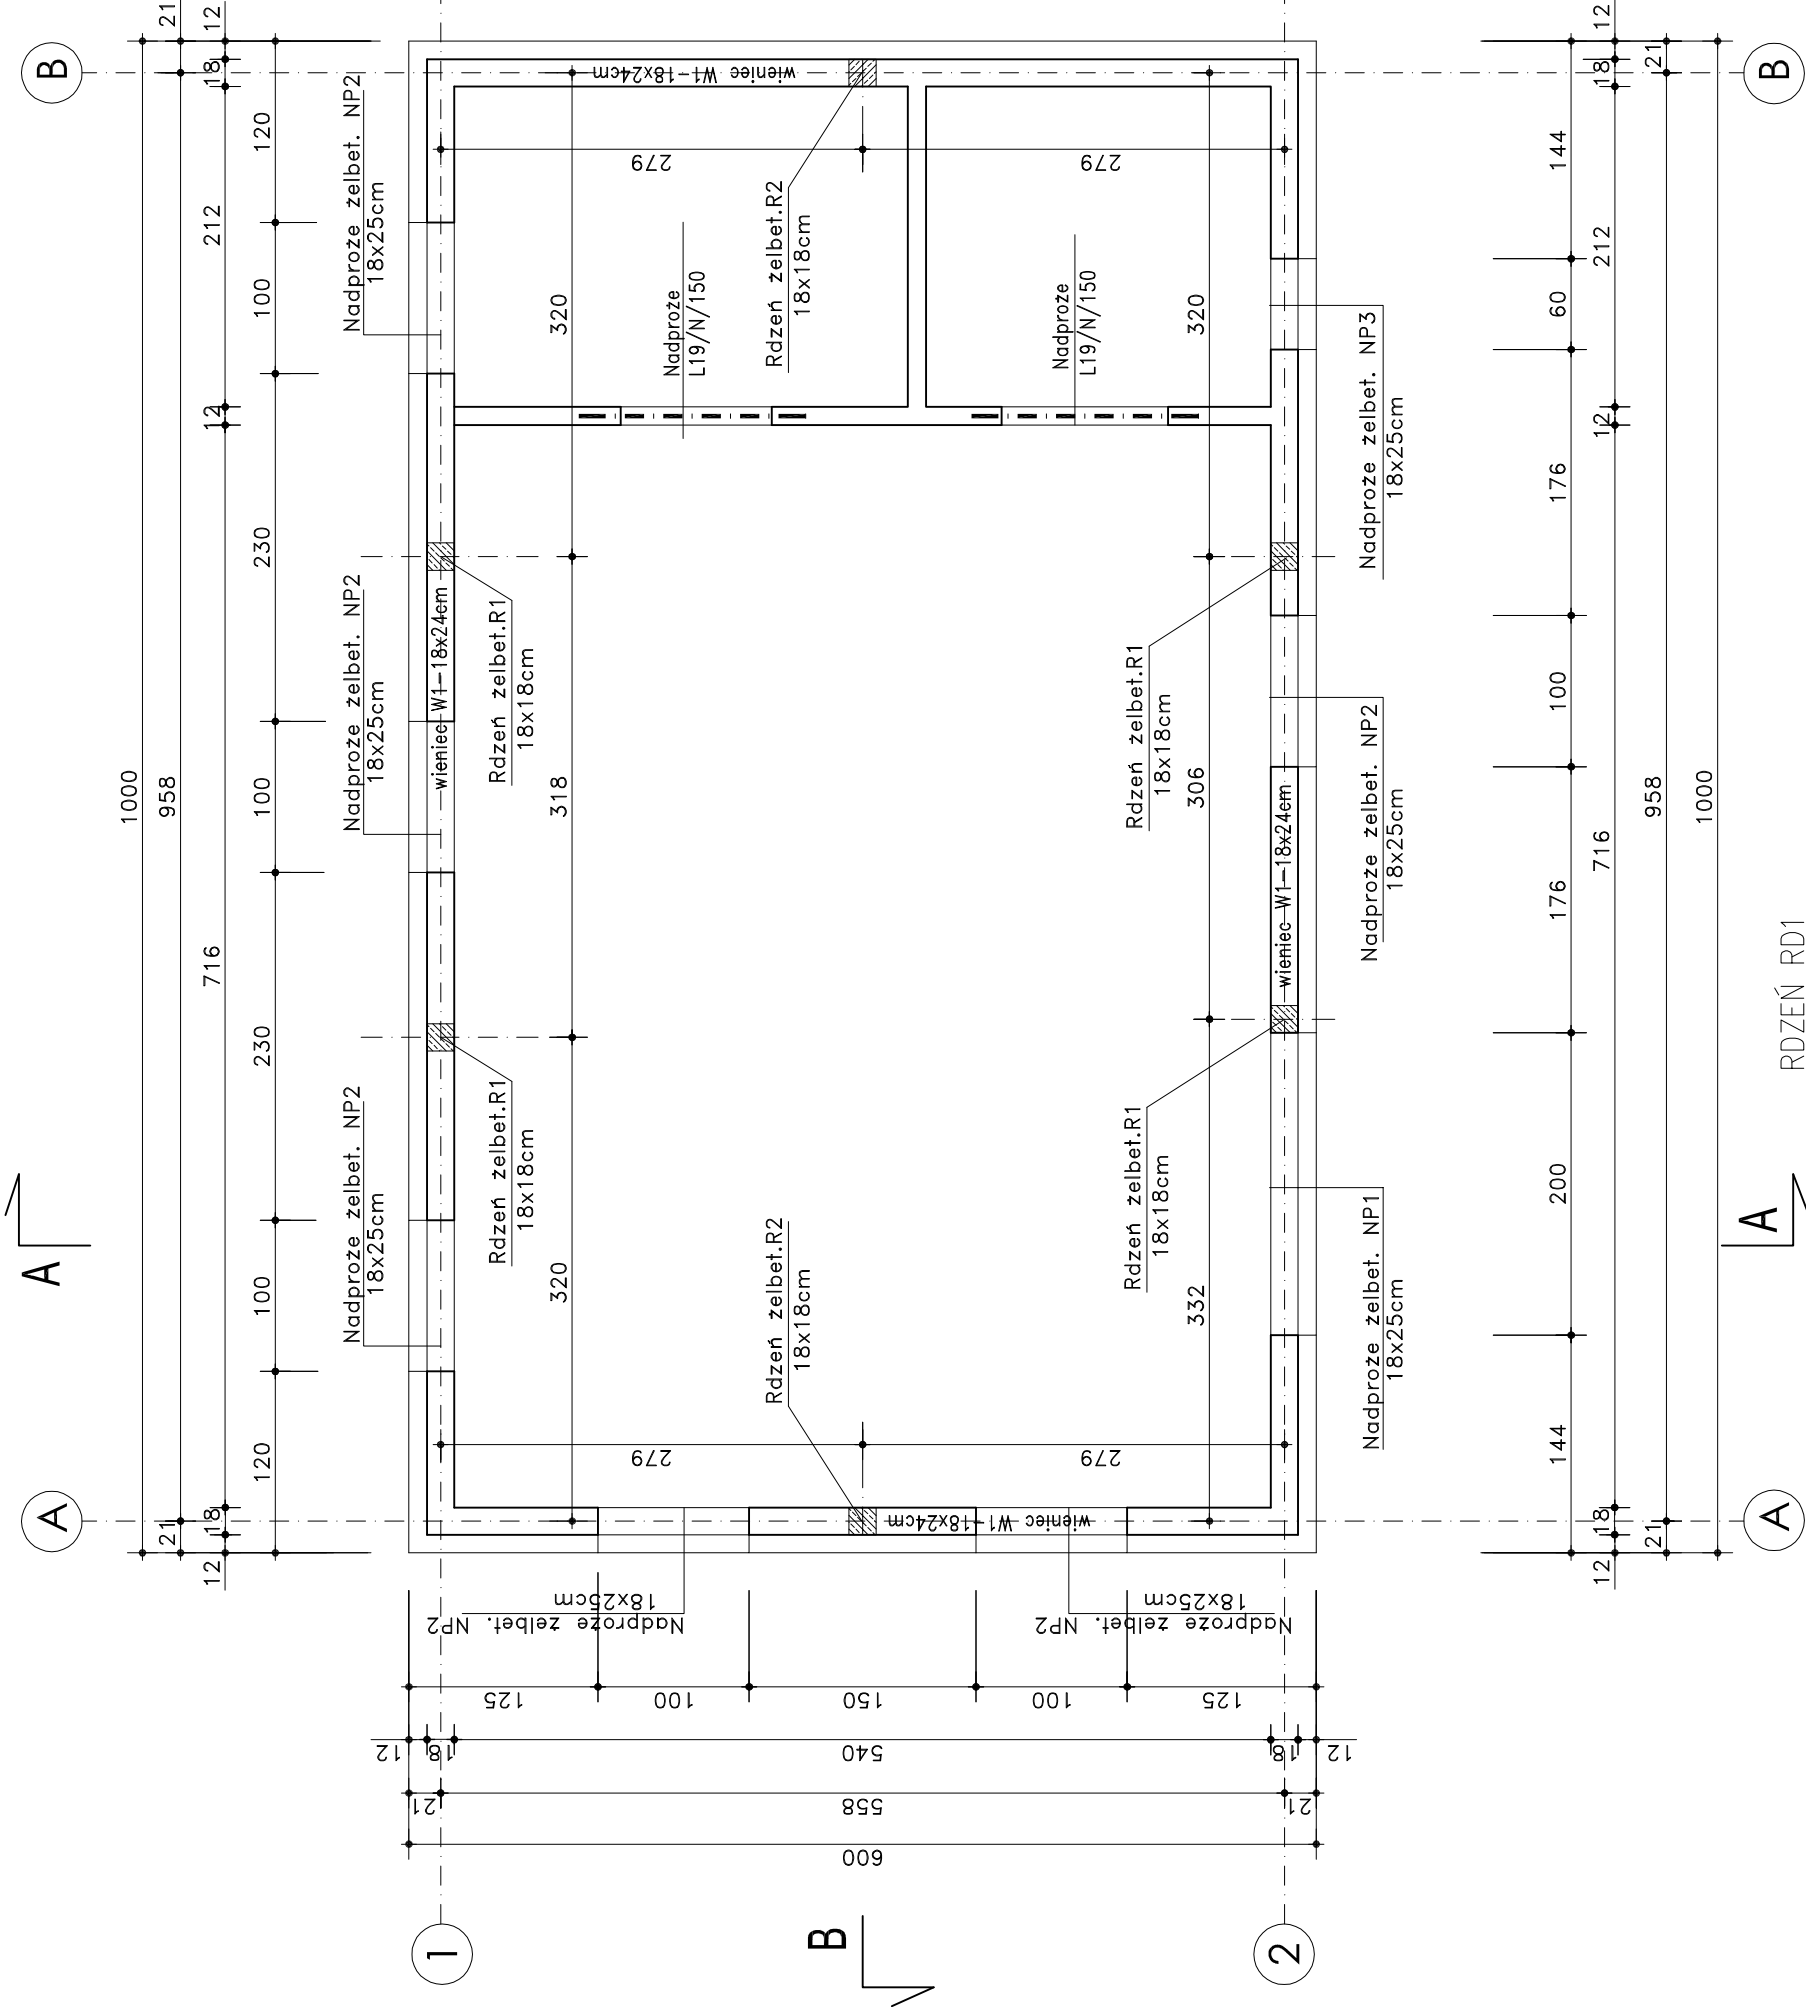 B
B
21
12
18
120
212
100
12
230
716
100
230
100
120
18
21
12
1000
958
Nadproże żelbet. NP2
18x25cm
Nadproże żelbet. NP2
18x25cm
Nadproże żelbet. NP2
18x25cm
wieniec W1-18x24cm
279
279
320
320
Nadproże
L19/N/150
Rdzeń żelbet.R2
18x18cm
Nadproże
L19/N/150
wieniec W1-18x24cm
Rdzeń żelbet.R1
18x18cm
318
Rdzeń żelbet.R1
18x18cm
320
Rdzeń żelbet.R1
18x18cm
306
wieniec W1-18x24cm
Rdzeń żelbet.R1
18x18cm
332
Rdzeń żelbet.R2
18x18cm
279
279
wieniec W1-18x24cm
Nadproże żelbet. NP3
18x25cm
Nadproże żelbet. NP2
18x25cm
Nadproże żelbet. NP1
18x25cm
12
21
18
144
212
60
12
176
100
716
176
200
144
18
21
12
958
1000
RDZEŃ RD1
A
A
A
A
Nadproże żelbet. NP2
18x25cm
Nadproże żelbet. NP2
18x25cm
125
100
150
100
125
12
18
540
18
12
21
558
21
600
1
B
2